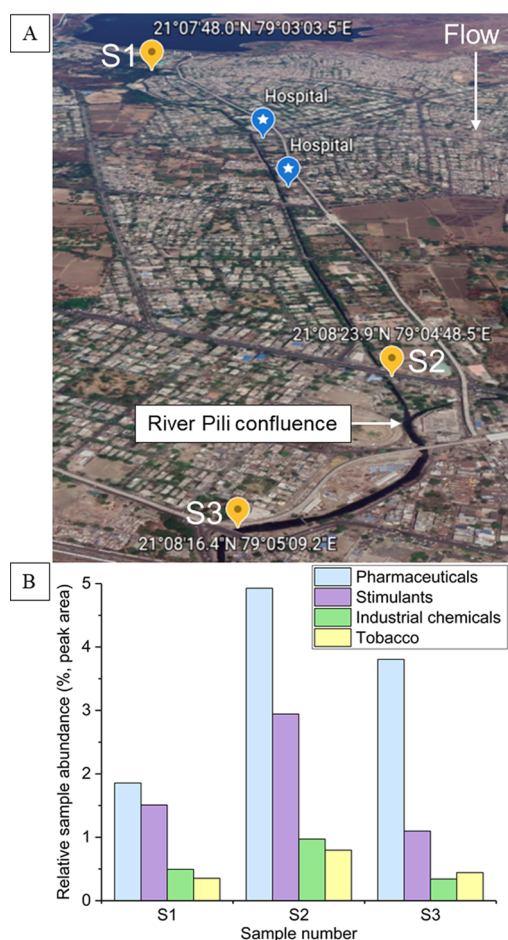 A
21°07'48.0"N 79°03'03.5"E
S1
Flow
Hospital
Hospital
21°08'23.9"N 79°04'48.5"E
S2
River Pili confluence
S3
21°08'16.4"N 79°05'09.2"E
B
Relative sample abundance (%, peak area)
5
4
3
2
1
0
Pharmaceuticals
Stimulants
Industrial chemicals
Tobacco
S1 S2 S3
Sample number